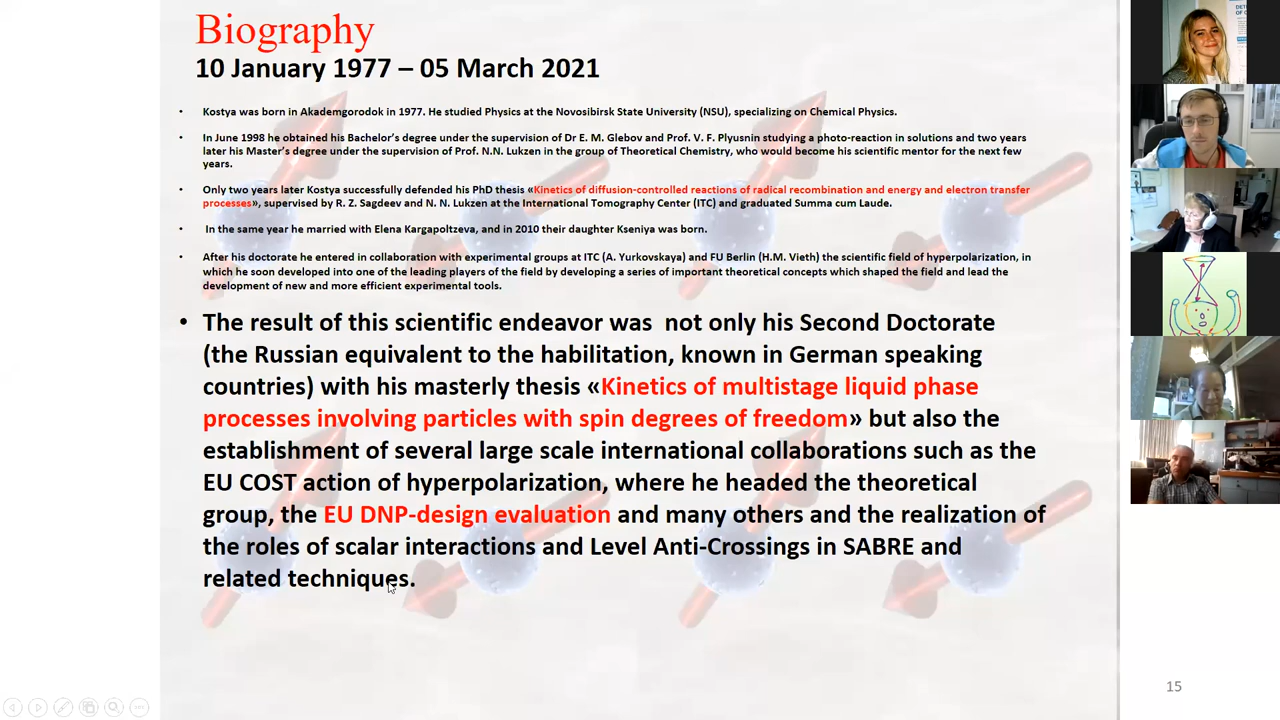 Biography
10 January 1977 – 05 March 2021
• Kostya was born in Akademgorodok in 1977. He studied Physics at the Novosibirsk State University (NSU), specializing on Chemical Physics.
• In June 1998 he obtained his Bachelor's degree under the supervision of Dr E. M. Glebov and Prof. V. F. Plyusnin studying a photo-reaction in solutions and two years
later his Master's degree under the supervision of Prof. N.N. Lukzen in the group of Theoretical Chemistry, who would become his scientific mentor for the next few
years.
• Only two years later Kostya successfully defended his PhD thesis «Kinetics of diffusion-controlled reactions of radical recombination and energy and electron transfer
processes», supervised by R. Z. Sagdeev and N. N. Lukzen at the International Tomography Center (ITC) and graduated Summa cum Laude.
• In the same year he married with Elena Kargapoltzeva, and in 2010 their daughter Kseniya was born.
• After his doctorate he entered in collaboration with experimental groups at ITC (A. Yurkovskaya) and FU Berlin (H.M. Vieth) the scientific field of hyperpolarization, in
which he soon developed into one of the leading players of the field by developing a series of important theoretical concepts which shaped the field and lead the
development of new and more efficient experimental tools.
• The result of this scientific endeavor was not only his Second Doctorate
(the Russian equivalent to the habilitation, known in German speaking
countries) with his masterly thesis «Kinetics of multistage liquid phase
processes involving particles with spin degrees of freedom» but also the
establishment of several large scale international collaborations such as the
EU COST action of hyperpolarization, where he headed the theoretical
group, the EU DNP-design evaluation and many others and the realization of
the roles of scalar interactions and Level Anti-Crossings in SABRE and
related techniques.
15